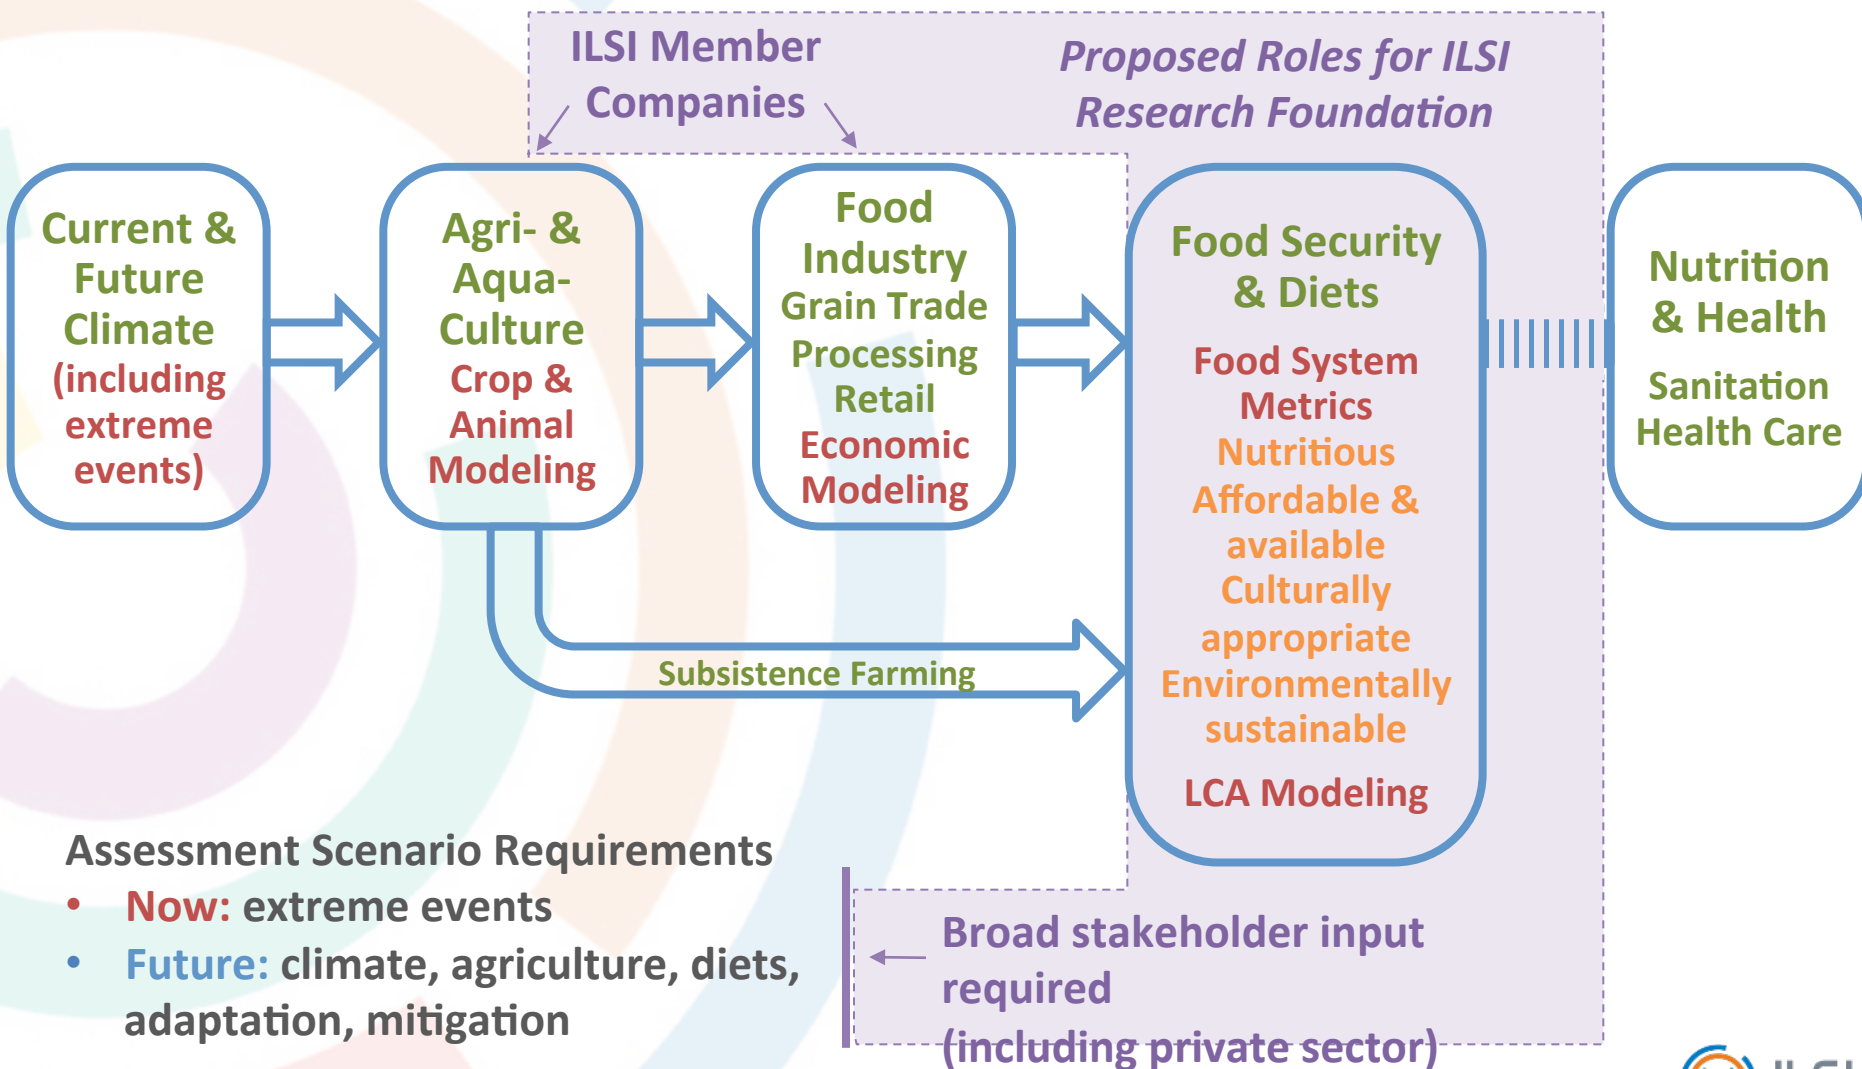 ILSI Member
Companies
Proposed Roles for ILSI
Research Foundation
Current &
Future
Climate
(including
extreme
events)
Agri- &
Aqua-
Culture
Crop &
Animal
Modeling
Food
Industry
Grain Trade
Processing
Retail
Economic
Modeling
Food Security
& Diets
Food System
Metrics
Nutritious
Affordable &
available
Culturally
appropriate
Environmentally
sustainable
LCA Modeling
Nutrition
& Health
Sanitation
Health Care
Subsistence Farming
Assessment Scenario Requirements
• Now: extreme events
• Future: climate, agriculture, diets,
adaptation, mitigation
Broad stakeholder input
required
(including private sector)
ILSI